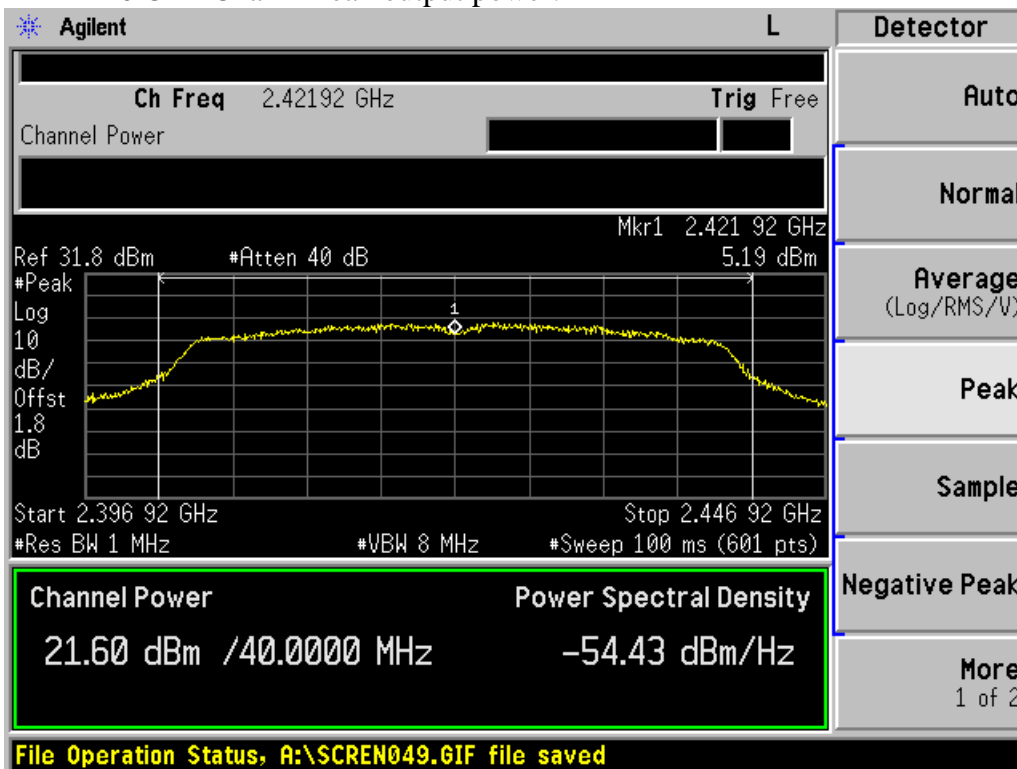 Agilent L Detector
Ch Freq 2.42192 GHz Trig Free
Channel Power
Mkr1 2.421 92 GHz
Ref 31.8 dBm #Atten 40 dB 5.19 dBm
#Peak
Log
10
dB/
Offst
1.8
dB
1
Start 2.396 92 GHz Stop 2.446 92 GHz
#Res BW 1 MHz #VBW 8 MHz #Sweep 100 ms (601 pts)
Channel Power Power Spectral Density
21.60 dBm /40.0000 MHz -54.43 dBm/Hz
File Operation Status, A:\SCREN049.GIF file saved
Auto
Normal
Average
(Log/RMS/V)
Peak
Sample
Negative Peak
More
1 of 2